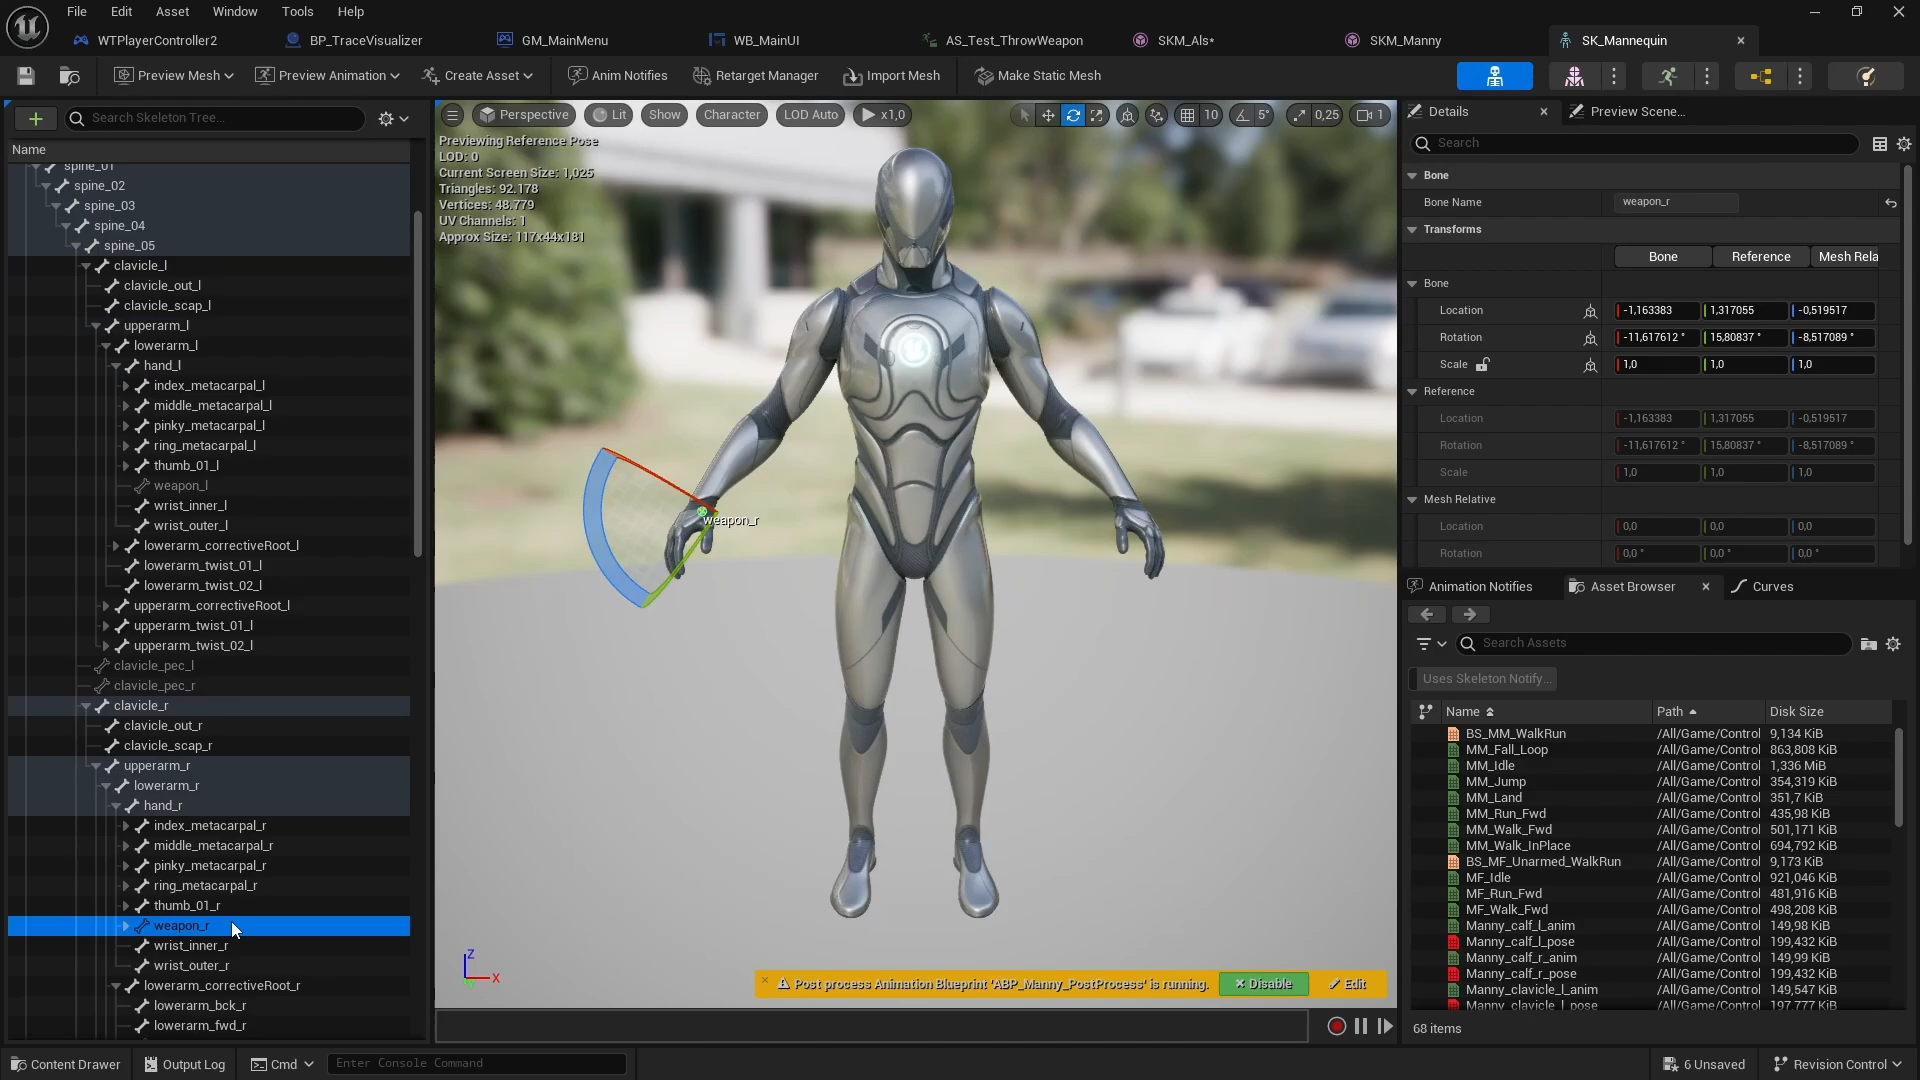 File Edit Asset Window Tools Help
WTPlayerController2 BP_TraceVisualizer GM_MainMenu WB_MainUI AS_Test_ThrowWeapon SKM_Als* SKM_Manny SK_Mannequin
Preview Mesh Preview Animation Create Asset Anim Notifies Retarget Manager Import Mesh Make Static Mesh
Search Skeleton Tree...
Name
spine_01
spine_02
spine_03
spine_04
spine_05
clavicle_l
clavicle_out_l
clavicle_scap_l
upperarm_l
lowerarm_l
hand_l
index_metacarpal_l
middle_metacarpal_l
pinky_metacarpal_l
ring_metacarpal_l
thumb_01_l
weapon_l
wrist_inner_l
wrist_outer_l
lowerarm_correctiveRoot_l
lowerarm_twist_01_l
lowerarm_twist_02_l
upperarm_correctiveRoot_l
upperarm_twist_01_l
upperarm_twist_02_l
clavicle_pec_l
clavicle_pec_r
clavicle_r
clavicle_out_r
clavicle_scap_r
upperarm_r
lowerarm_r
hand_r
index_metacarpal_r
middle_metacarpal_r
pinky_metacarpal_r
ring_metacarpal_r
thumb_01_r
weapon_r
wrist_inner_r
wrist_outer_r
lowerarm_correctiveRoot_r
lowerarm_bck_r
lowerarm_fwd_r
Perspective Lit Show Character LOD Auto x1,0 10 5° 0,25 1
Previewing Reference Pose
LOD: 0
Current Screen Size: 1,025
Triangles: 92.178
Vertices: 48.779
UV Channels: 1
Approx Size: 117x44x181
weapon_r
Z
X
Post process Animation Blueprint 'ABP_Manny_PostProcess' is running. Disable Edit
Details Preview Scene...
Search
Bone
Bone Name weapon_r
Transforms
Bone Reference Mesh Rela
Bone
Location -1,163383 1,317055 -0,519517
Rotation -11,617612 ° 15,80837 ° -8,517089 °
Scale 1,0 1,0 1,0
Reference
Location -1,163383 1,317055 -0,519517
Rotation -11,617612 ° 15,80837 ° -8,517089 °
Scale 1,0 1,0 1,0
Mesh Relative
Location 0,0 0,0 0,0
Rotation 0,0 ° 0,0 ° 0,0 °
Animation Notifies Asset Browser Curves
Search Assets
Uses Skeleton Notify...
Name Path Disk Size
BS_MM_WalkRun /All/Game/Control 9,134 KiB
MM_Fall_Loop /All/Game/Control 863,808 KiB
MM_Idle /All/Game/Control 1,336 MiB
MM_Jump /All/Game/Control 354,319 KiB
MM_Land /All/Game/Control 351,7 KiB
MM_Run_Fwd /All/Game/Control 435,98 KiB
MM_Walk_Fwd /All/Game/Control 501,171 KiB
MM_Walk_InPlace /All/Game/Control 694,792 KiB
BS_MF_Unarmed_WalkRun /All/Game/Control 9,173 KiB
MF_Idle /All/Game/Control 921,046 KiB
MF_Run_Fwd /All/Game/Control 481,916 KiB
MF_Walk_Fwd /All/Game/Control 498,208 KiB
Manny_calf_l_anim /All/Game/Control 149,98 KiB
Manny_calf_l_pose /All/Game/Control 199,432 KiB
Manny_calf_r_anim /All/Game/Control 149,99 KiB
Manny_calf_r_pose /All/Game/Control 199,432 KiB
Manny_clavicle_l_anim /All/Game/Control 149,547 KiB
Manny_clavicle_l_pose /All/Game/Control 197,777 KiB
68 items
Content Drawer Output Log Cmd Enter Console Command 6 Unsaved Revision Control